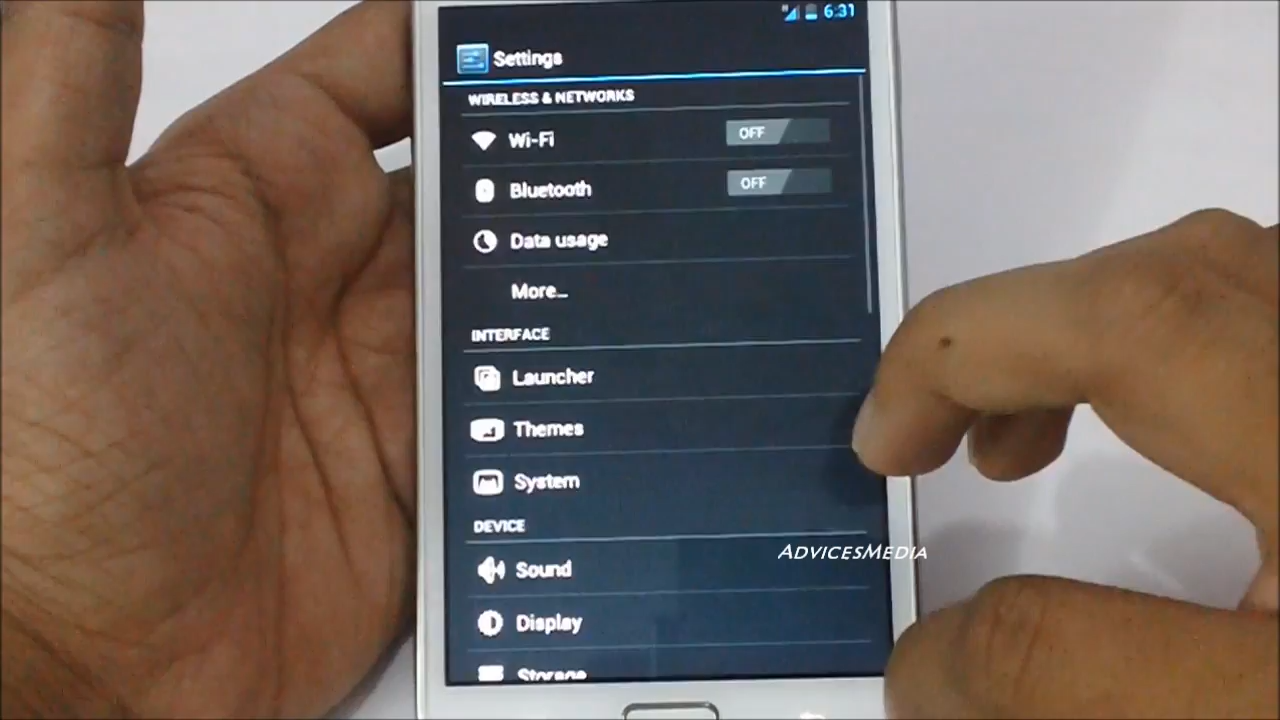 6:31
Settings
WIRELESS & NETWORKS
Wi-Fi OFF
Bluetooth OFF
Data usage
More...
INTERFACE
Launcher
Themes
System
DEVICE
Sound
ADVICESMEDIA
Display
Storage